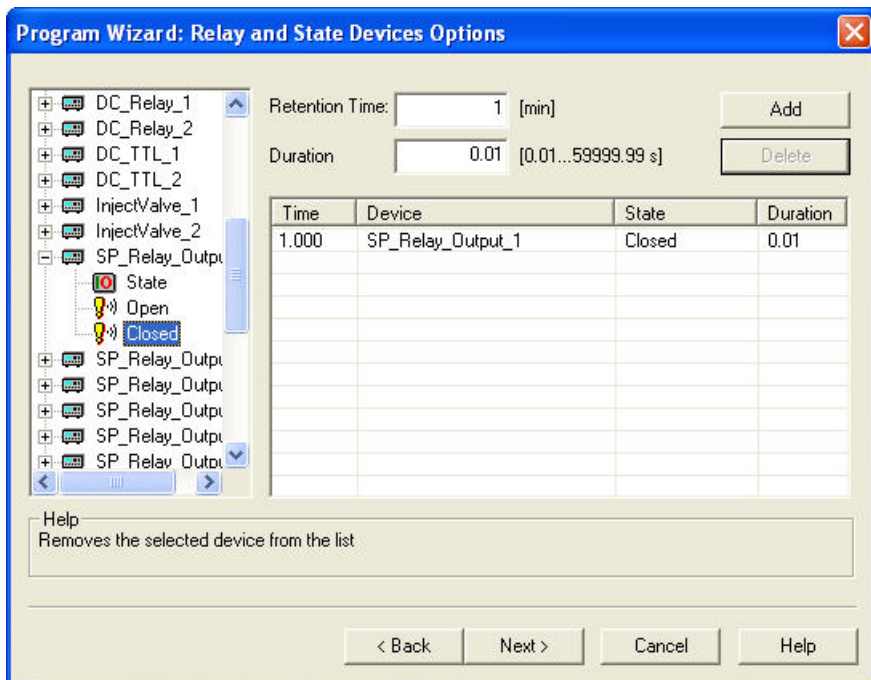 Program Wizard: Relay and State Devices Options
DC_Relay_1
DC_Relay_2
DC_TTL_1
DC_TTL_2
InjectValve_1
InjectValve_2
SP_Relay_Outpu
State
Open
Closed
SP_Relay_Outpu
SP_Relay_Outpu
SP_Relay_Outpu
SP_Relay_Outpu
SP_Relay_Outpu
Retention Time: 1 [min] Add
Duration 0.01 [0.01...59999.99 s] Delete
Time Device State Duration
1.000 SP_Relay_Output_1 Closed 0.01
Help
Removes the selected device from the list
< Back Next > Cancel Help